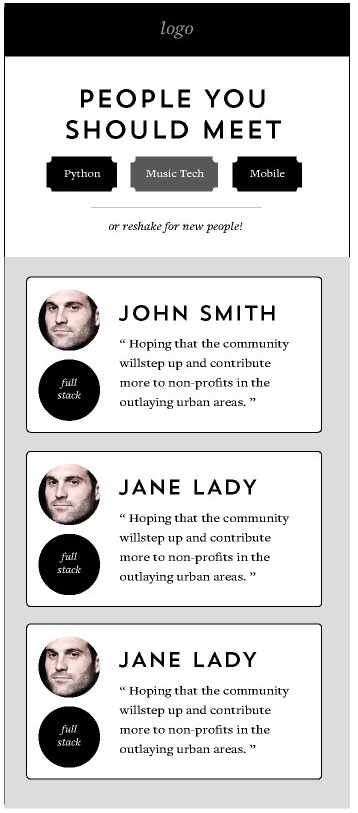 logo
PEOPLE YOU
SHOULD MEET
Python
Music Tech
Mobile
or reshake for new people!
JOHN SMITH
“ Hoping that the community
willstep up and contribute
more to non-profits in the
outlaying urban areas. ”
full
stack
JANE LADY
“ Hoping that the community
willstep up and contribute
more to non-profits in the
outlaying urban areas. ”
full
stack
JANE LADY
“ Hoping that the community
willstep up and contribute
more to non-profits in the
outlaying urban areas. ”
full
stack